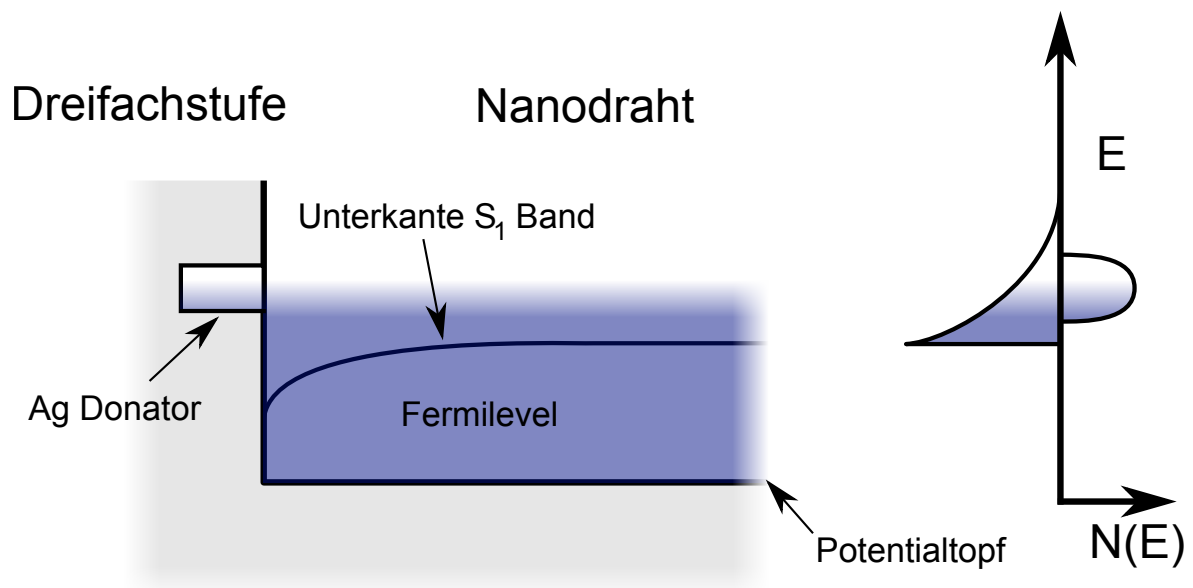 Dreifachstufe
Nanodraht
E
Unterkante S₁ Band
Ag Donator
Fermilevel
Potentialtopf
N(E)